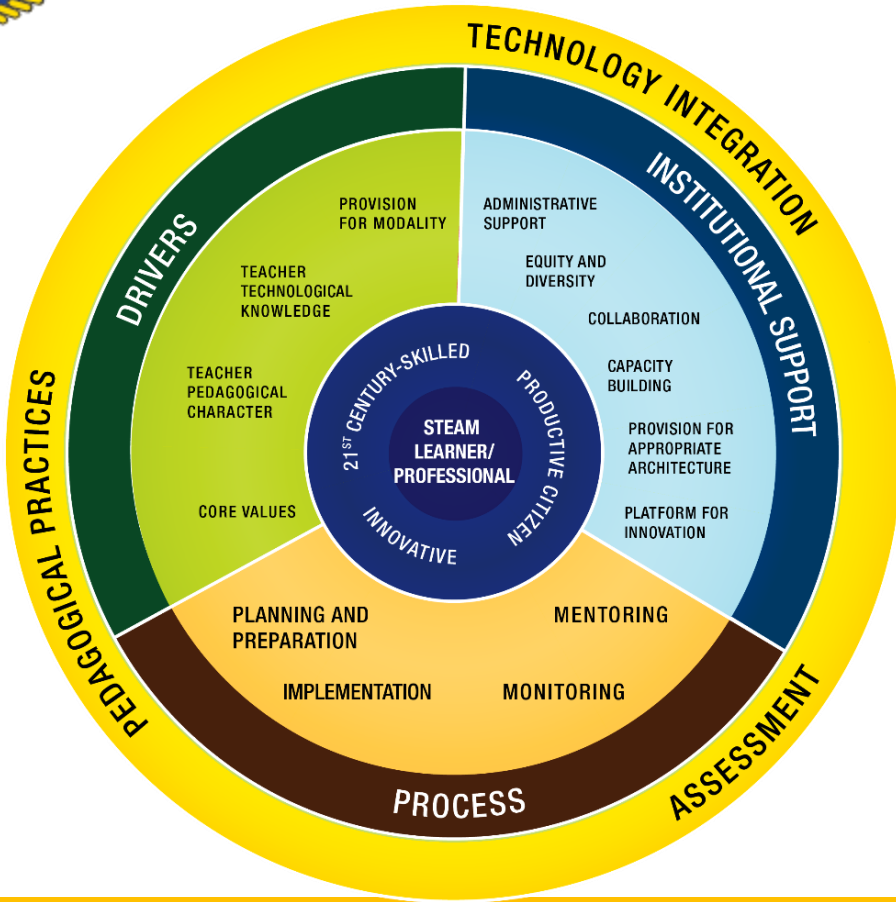 TECHNOLOGY INTEGRATION
PEDAGOGICAL PRACTICES
ASSESSMENT
DRIVERS
PROVISION
FOR MODALITY
TEACHER
TECHNOLOGICAL
KNOWLEDGE
TEACHER
PEDAGOGICAL
CHARACTER
CORE VALUES
INSTITUTIONAL SUPPORT
ADMINISTRATIVE
SUPPORT
EQUITY AND
DIVERSITY
COLLABORATION
CAPACITY
BUILDING
PROVISION FOR
APPROPRIATE
ARCHITECTURE
PLATFORM FOR
INNOVATION
21ST CENTURY-SKILLED
PRODUCTIVE CITIZEN
INNOVATIVE
STEAM
LEARNER/
PROFESSIONAL
PLANNING AND
PREPARATION
IMPLEMENTATION
MENTORING
MONITORING
PROCESS